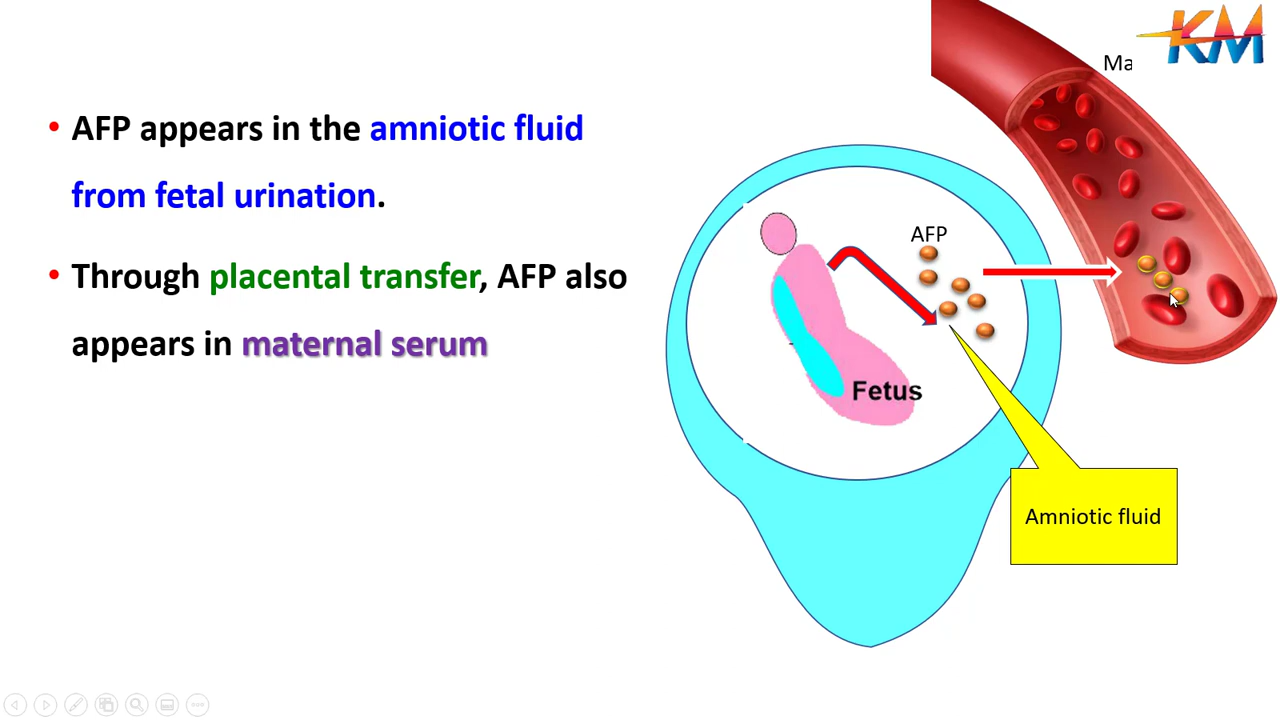 • AFP appears in the amniotic fluid
from fetal urination.
• Through placental transfer, AFP also
appears in maternal serum
KM
Ma
AFP
Fetus
Amniotic fluid